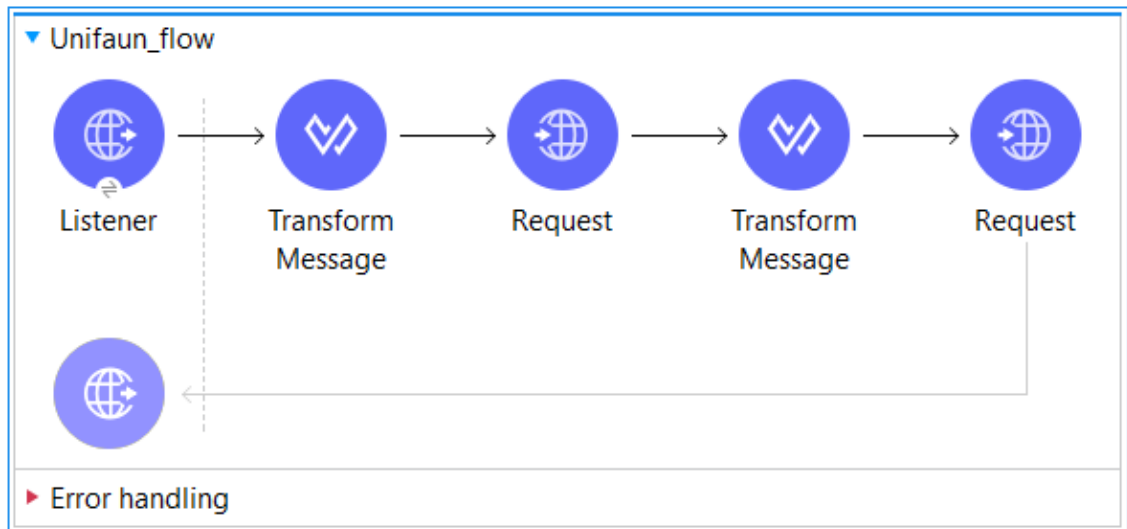 Unifaun_flow
Listener
Transform
Message
Request
Transform
Message
Request
Error handling